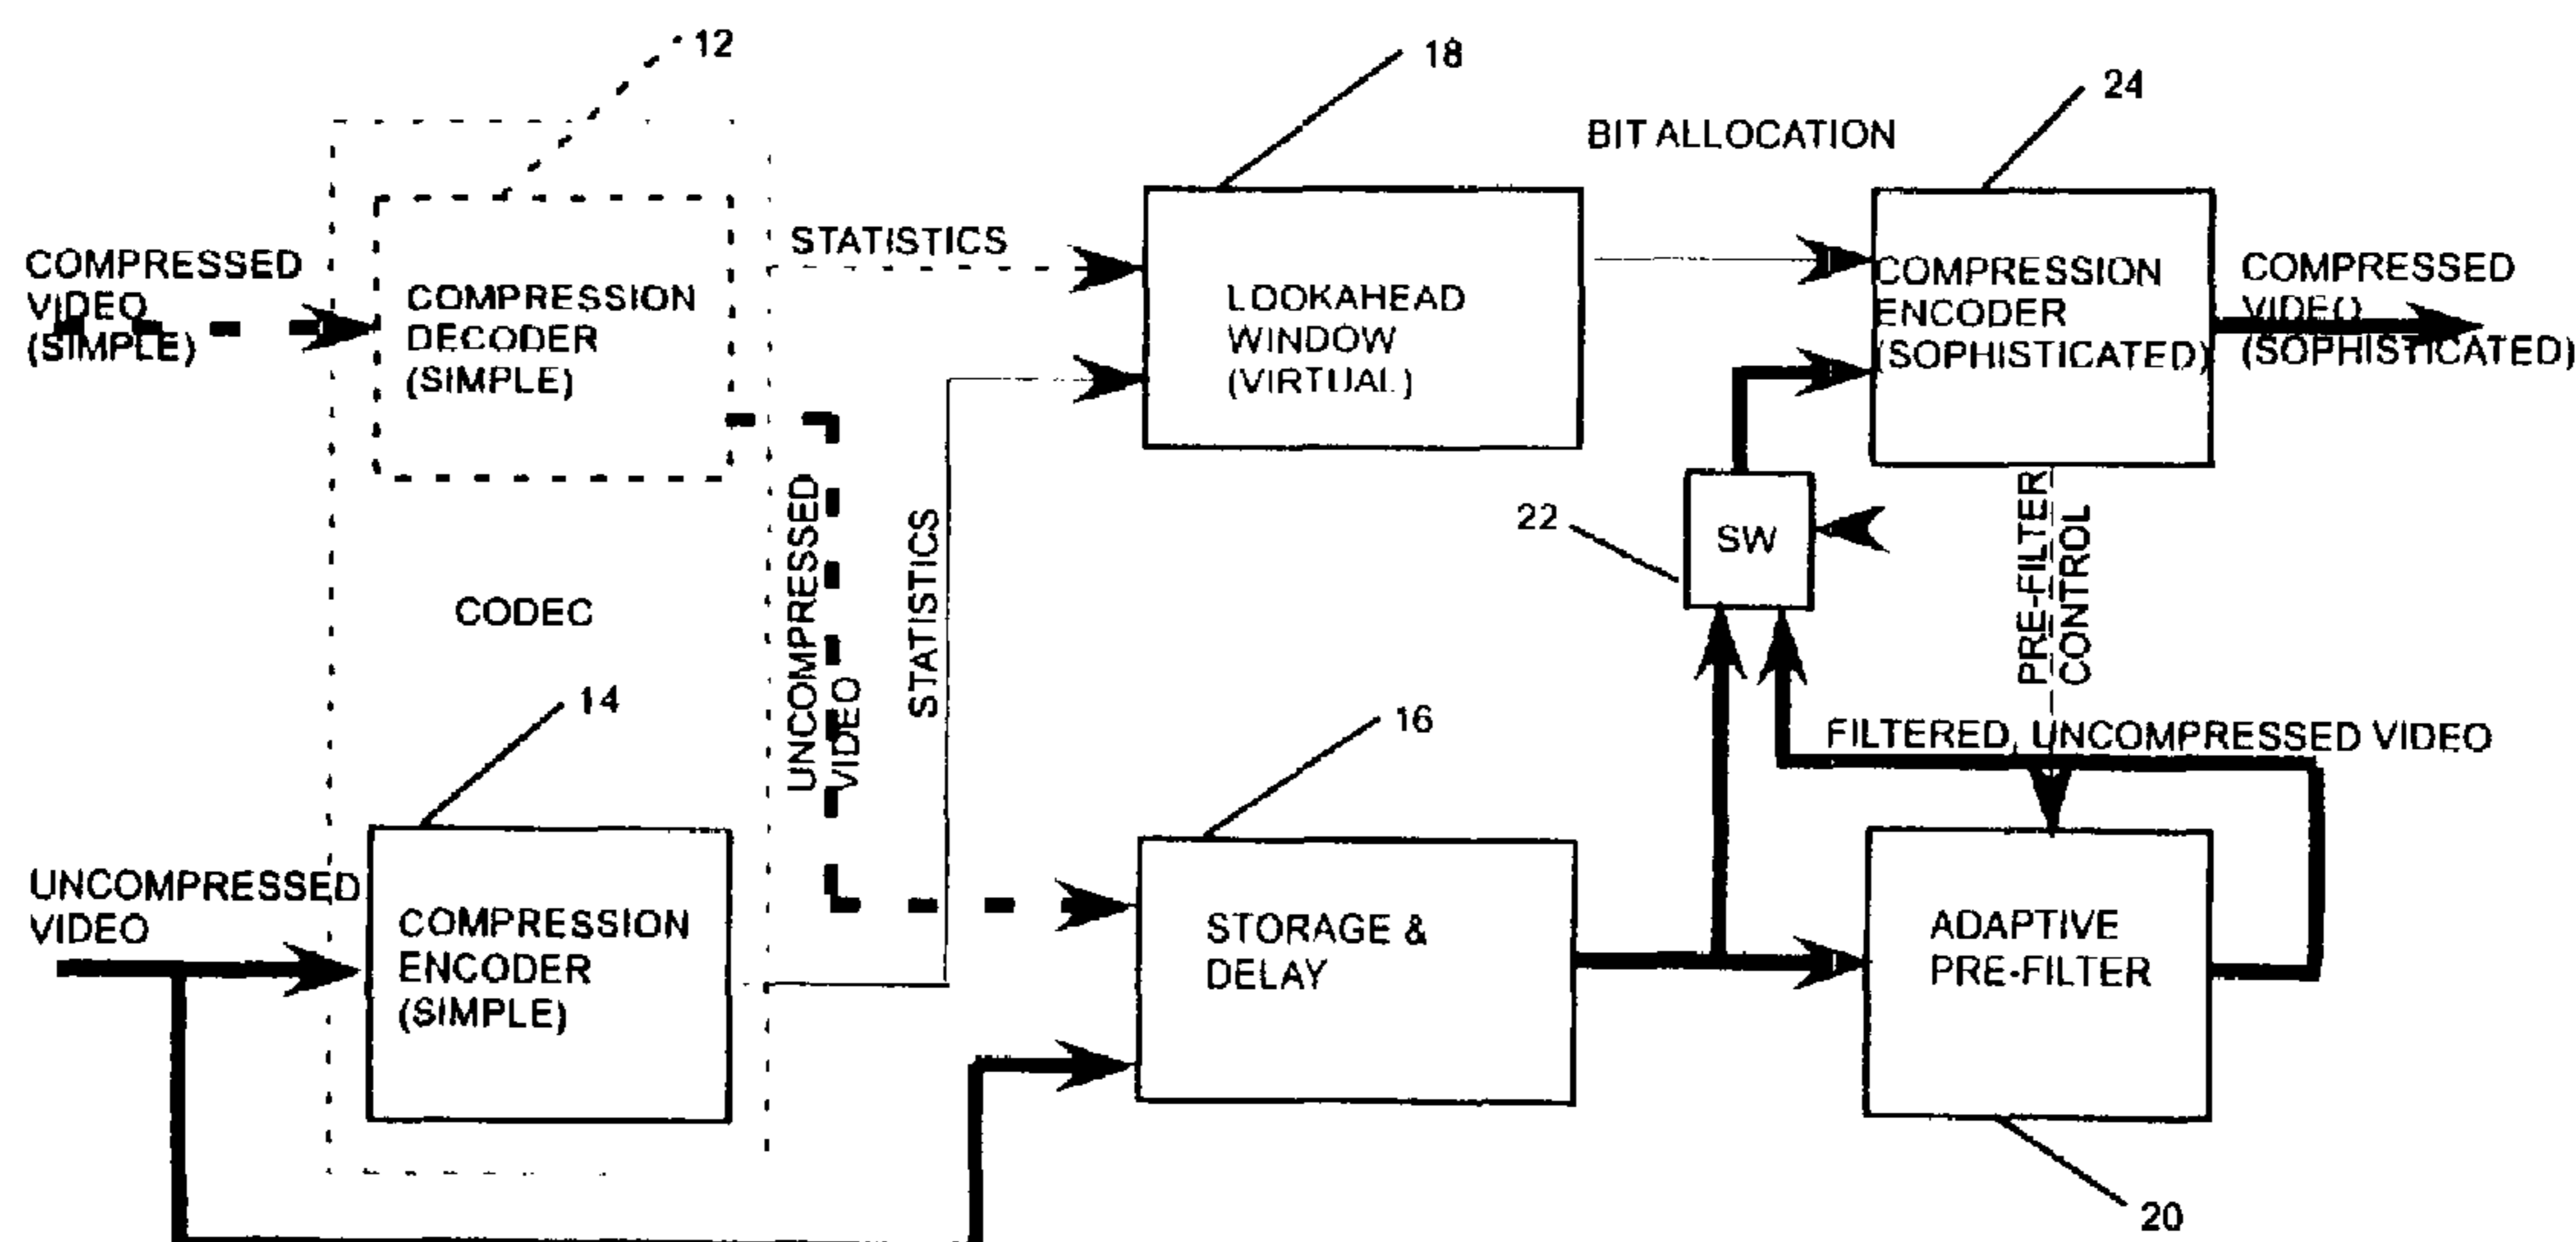 12
18
24
BIT ALLOCATION
COMPRESSED
VIDEO
(SIMPLE)
COMPRESSION
DECODER
(SIMPLE)
STATISTICS
LOOKAHEAD
WINDOW
(VIRTUAL)
COMPRESSION
ENCODER
(SOPHISTICATED)
COMPRESSED
VIDEO
(SOPHISTICATED)
UNCOMPRESSED
VIDEO
STATISTICS
22
SW
PRE-FILTER
CONTROL
CODEC
14
16
FILTERED, UNCOMPRESSED VIDEO
UNCOMPRESSED
VIDEO
COMPRESSION
ENCODER
(SIMPLE)
STORAGE &
DELAY
ADAPTIVE
PRE-FILTER
20